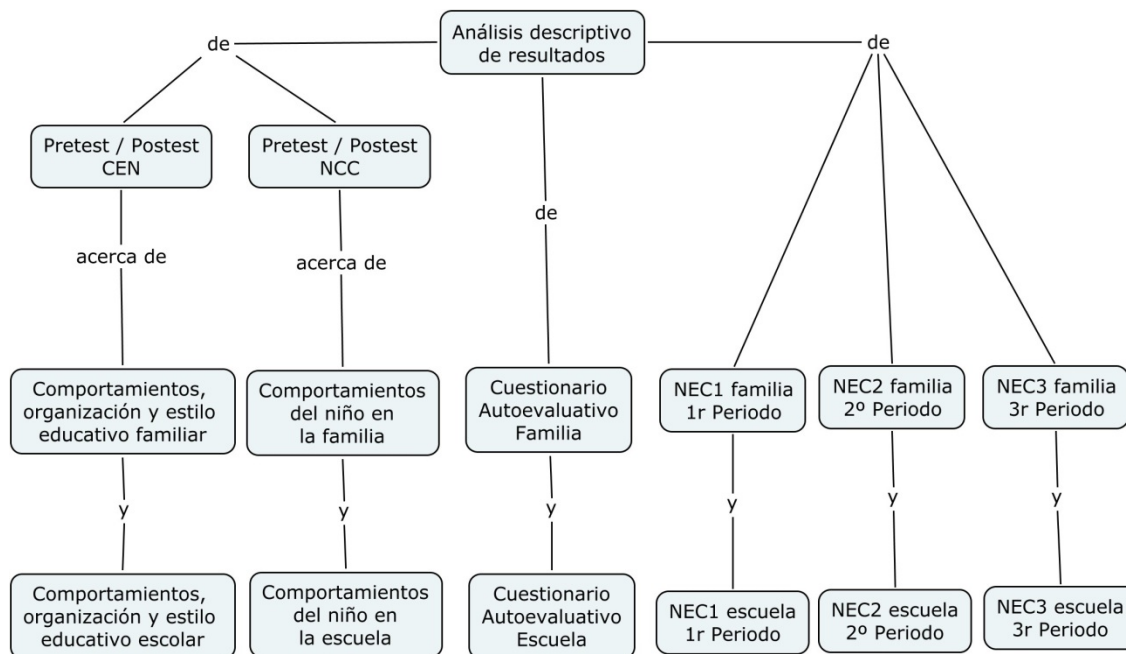 Análisis descriptivo
de resultados
de
de
Pretest / Postest
CEN
Pretest / Postest
NCC
de
acerca de
acerca de
Comportamientos,
organización y estilo
educativo familiar
Comportamientos
del niño en
la familia
Cuestionario
Autoevaluativo
Familia
NEC1 familia
1r Periodo
NEC2 familia
2º Periodo
NEC3 familia
3r Periodo
y
y
y
y
y
y
Comportamientos,
organización y estilo
educativo escolar
Comportamientos
del niño en
la escuela
Cuestionario
Autoevaluativo
Escuela
NEC1 escuela
1r Periodo
NEC2 escuela
2º Periodo
NEC3 escuela
3r Periodo